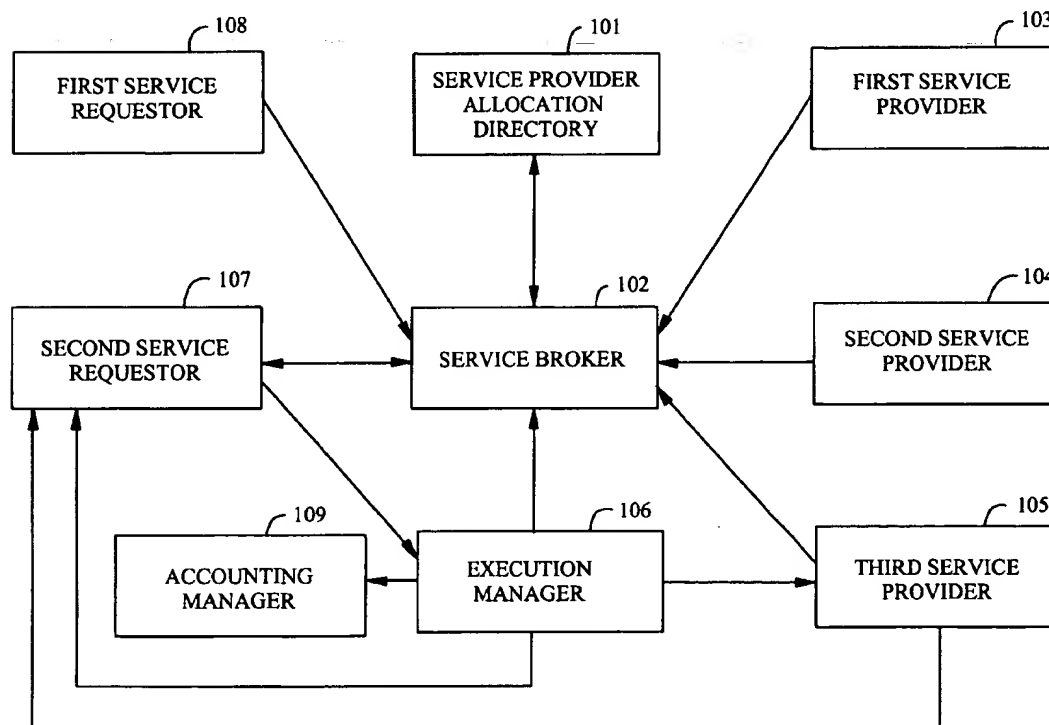 108
FIRST SERVICE
REQUESTOR
101
SERVICE PROVIDER
ALLOCATION
DIRECTORY
103
FIRST SERVICE
PROVIDER
107
SECOND SERVICE
REQUESTOR
102
SERVICE BROKER
104
SECOND SERVICE
PROVIDER
109
ACCOUNTING
MANAGER
106
EXECUTION
MANAGER
105
THIRD SERVICE
PROVIDER